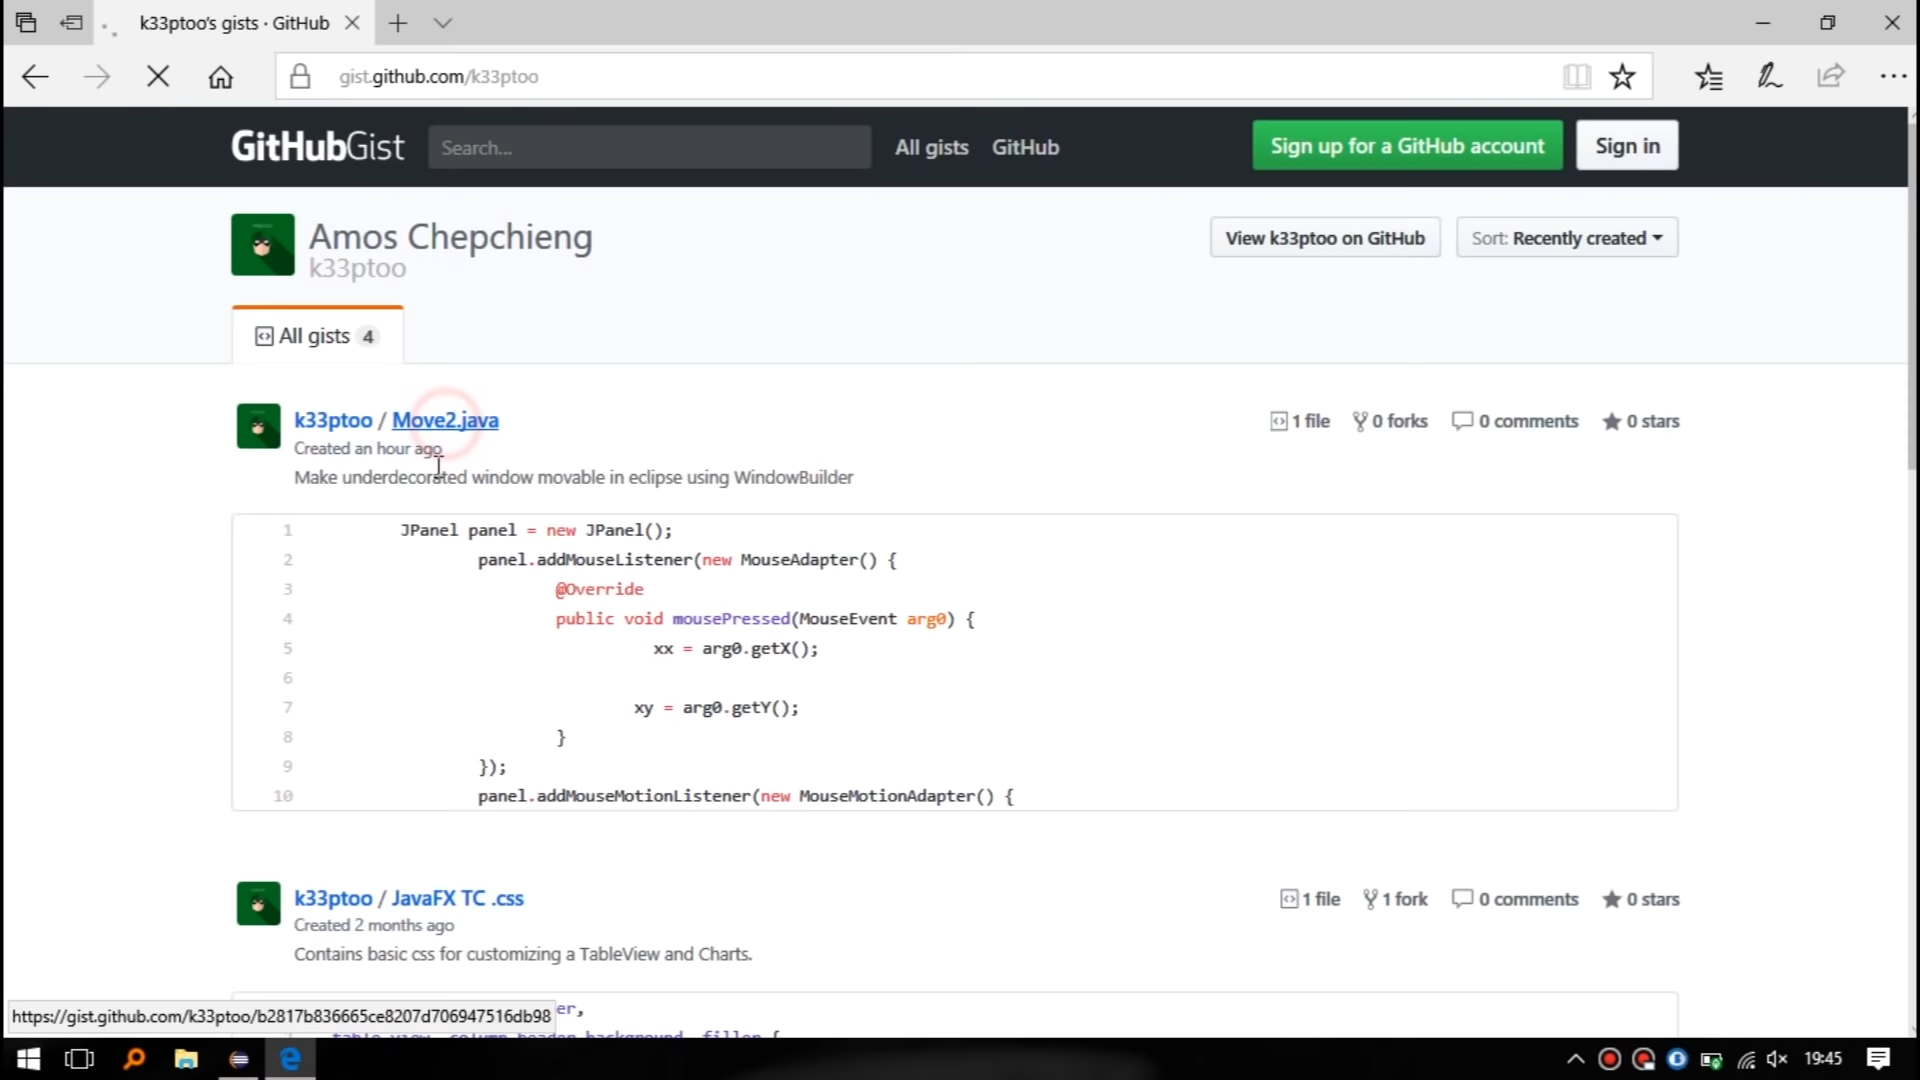 k33ptoo's gists · GitHub
gist.github.com/k33ptoo
GitHubGist
Search...
All gists
GitHub
Sign up for a GitHub account
Sign in
Amos Chepchieng
k33ptoo
View k33ptoo on GitHub
Sort: Recently created
All gists 4
k33ptoo / Move2.java
1 file
0 forks
0 comments
0 stars
Created an hour ago
Make underdecorated window movable in eclipse using WindowBuilder
1 JPanel panel = new JPanel();
2 panel.addMouseListener(new MouseAdapter() {
3 @Override
4 public void mousePressed(MouseEvent arg0) {
5 xx = arg0.getX();
6
7 xy = arg0.getY();
8 }
9 });
10 panel.addMouseMotionListener(new MouseMotionAdapter() {
k33ptoo / JavaFX TC .css
1 file
1 fork
0 comments
0 stars
Created 2 months ago
Contains basic css for customizing a TableView and Charts.
er,
https://gist.github.com/k33ptoo/b2817b836665ce8207d706947516db98
19:45